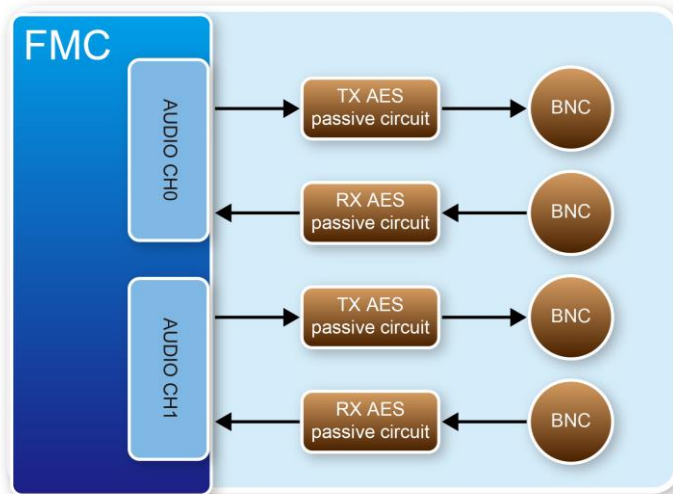 FMC
AUDIO CH0
TX AES
passive circuit
BNC
RX AES
passive circuit
BNC
AUDIO CH1
TX AES
passive circuit
BNC
RX AES
passive circuit
BNC